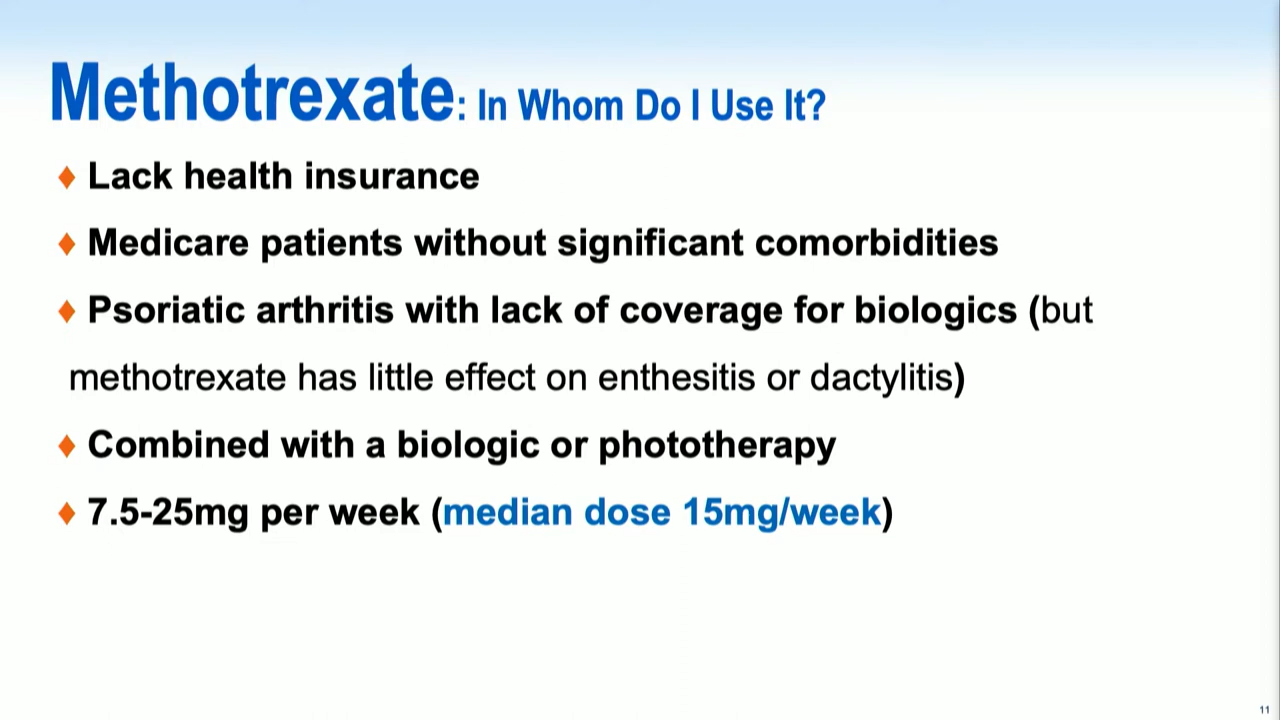 Methotrexate: In Whom Do I Use It?
♦ Lack health insurance
♦ Medicare patients without significant comorbidities
♦ Psoriatic arthritis with lack of coverage for biologics (but
methotrexate has little effect on enthesitis or dactylitis)
♦ Combined with a biologic or phototherapy
♦ 7.5-25mg per week (median dose 15mg/week)
11